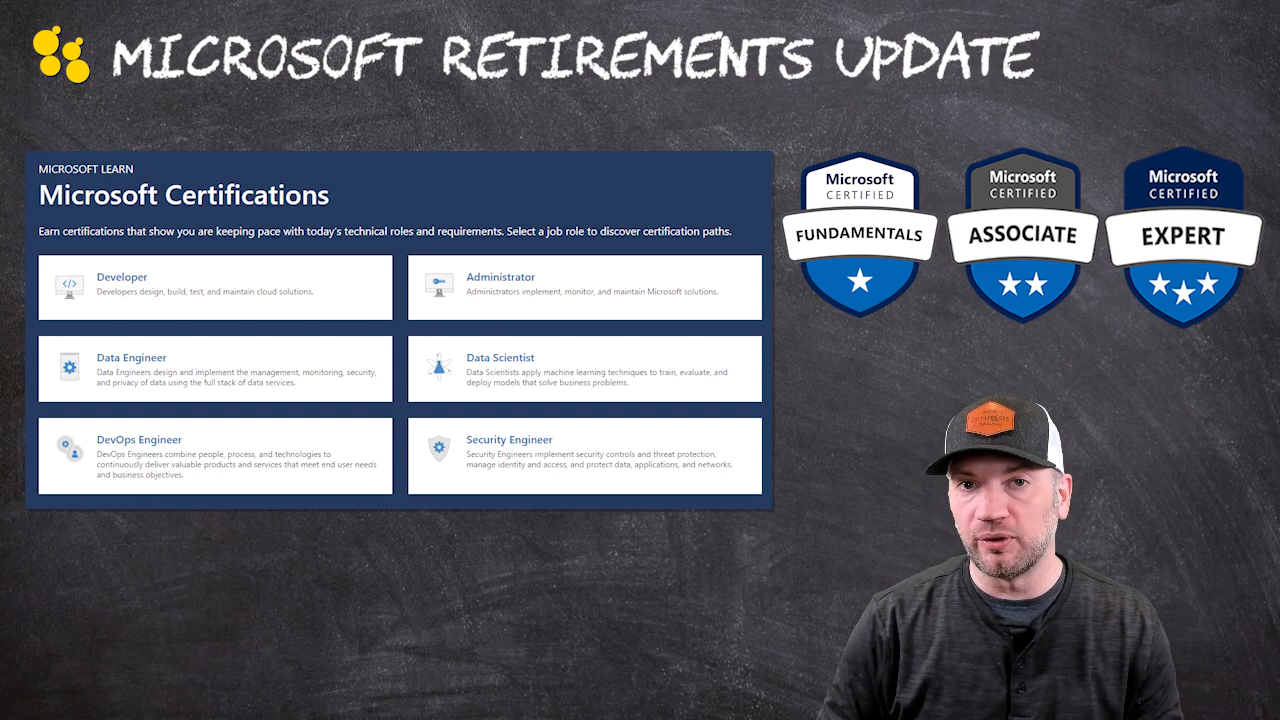 MICROSOFT RETIREMENTS UPDATE
MICROSOFT LEARN
Microsoft Certifications
Earn certifications that show you are keeping pace with today's technical roles and requirements. Select a job role to discover certification paths.
Developer
Developers design, build, test, and maintain cloud solutions.
Administrator
Administrators implement, monitor, and maintain Microsoft solutions.
Data Engineer
Data Engineers design and implement the management, monitoring, security,
and privacy of data using the full stack of data services.
Data Scientist
Data Scientists apply machine learning techniques to train, evaluate, and
deploy models that solve business problems.
DevOps Engineer
DevOps Engineers combine people, process, and technologies to
continuously deliver valuable products and services that meet end user needs
and business objectives.
Security Engineer
Security Engineers implement security controls and threat protection,
manage identity and access, and protect data, applications, and networks.
Microsoft
CERTIFIED
FUNDAMENTALS
Microsoft
CERTIFIED
ASSOCIATE
Microsoft
CERTIFIED
EXPERT